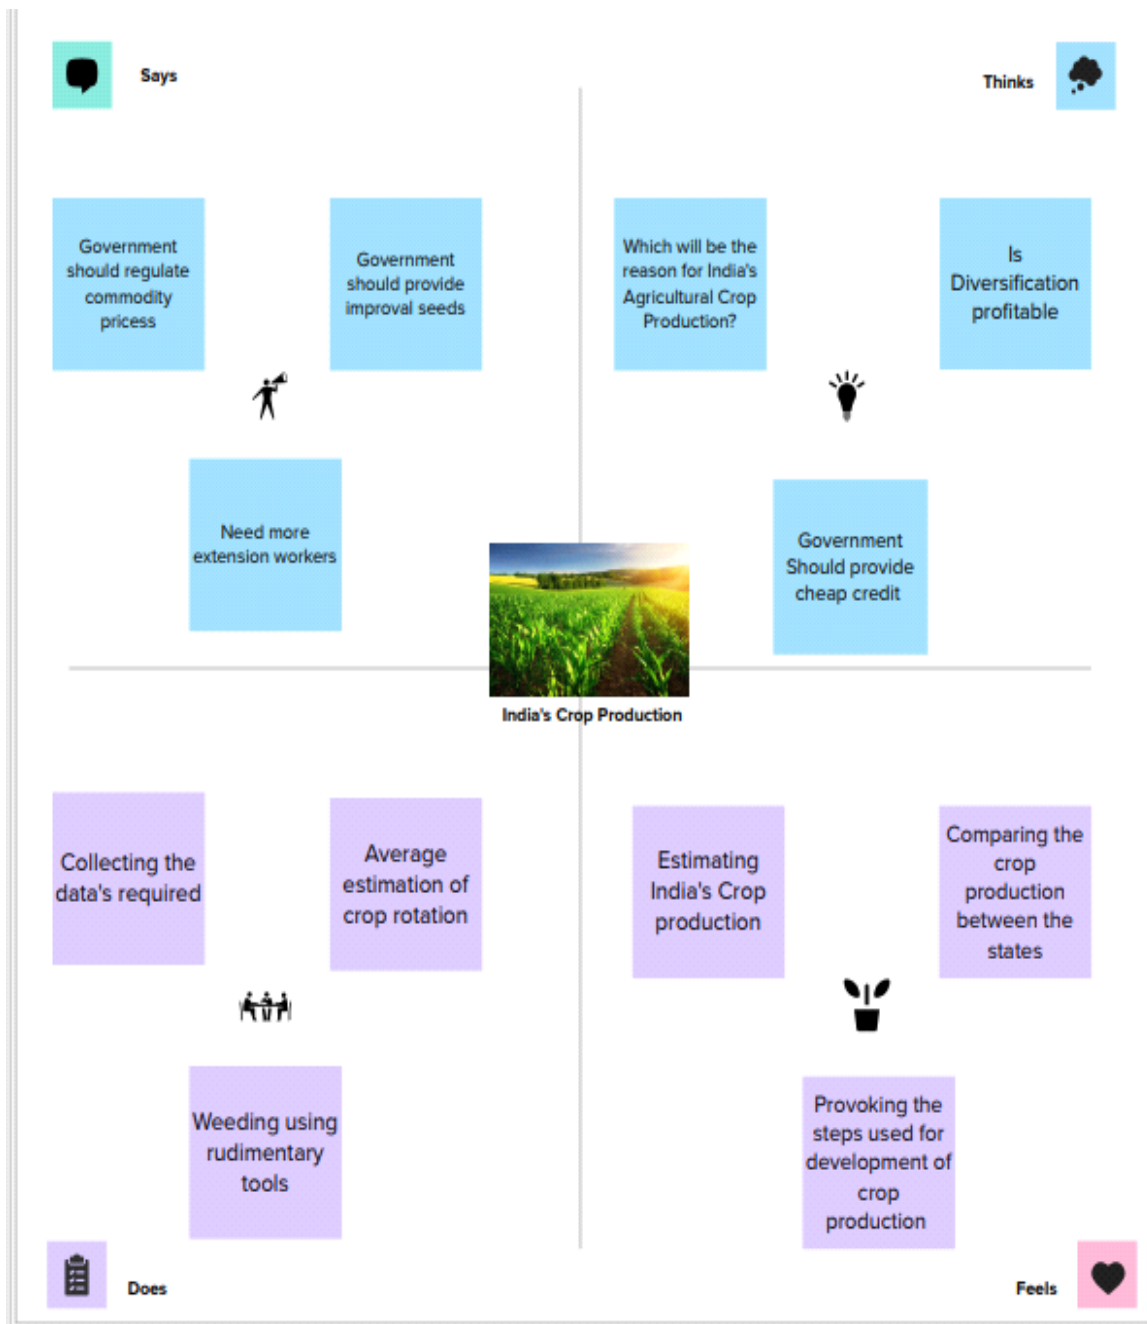 Says
Thinks
Government
should regulate
commodity
pricess
Government
should provide
improval seeds
Which will be the
reason for India's
Agricultural Crop
Production?
Is
Diversification
profitable
Need more
extension workers
Government
Should provide
cheap credit
India's Crop Production
Collecting the
data's required
Average
estimation of
crop rotation
Estimating
India's Crop
production
Comparing the
crop
production
between the
states
Weeding using
rudimentary
tools
Provoking the
steps used for
development of
crop
production
Does
Feels